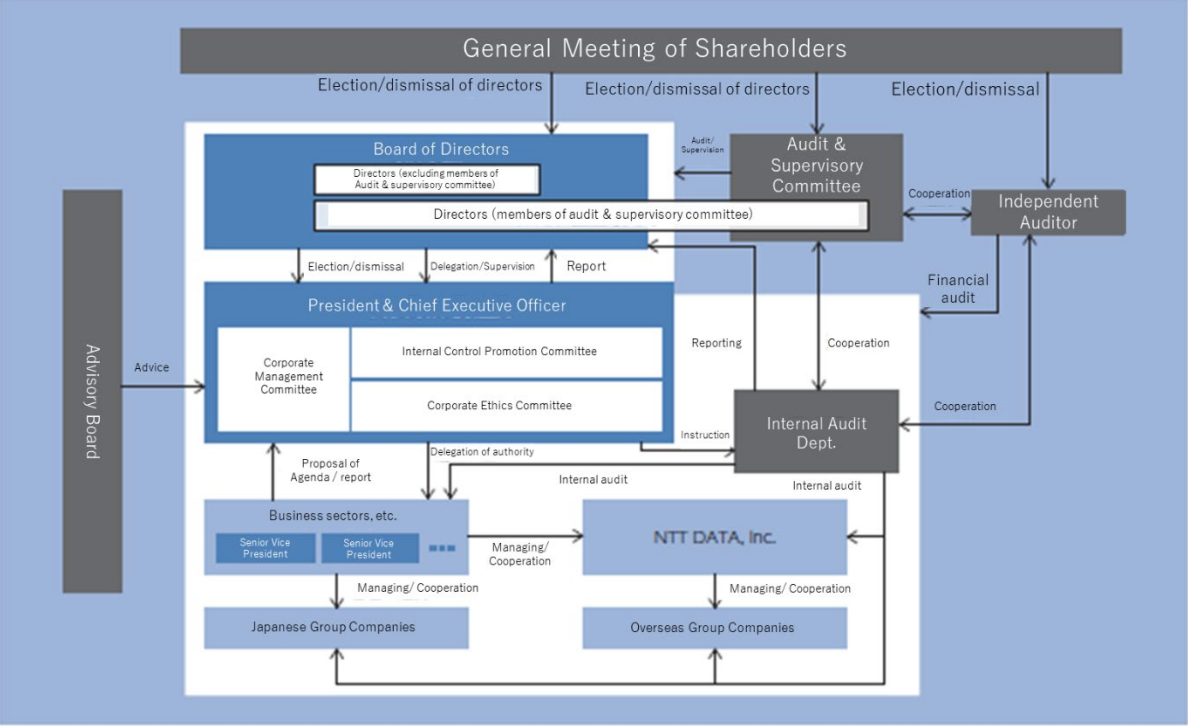 General Meeting of Shareholders
Election/dismissal of directors
Election/dismissal of directors
Election/dismissal
Board of Directors
Directors (excluding members of
Audit & supervisory committee)
Directors (members of audit & supervisory committee)
Audit/
Supervision
Audit &
Supervisory
Committee
Cooperation
Independent
Auditor
Election/dismissal
Delegation/Supervision
Report
Financial
audit
President & Chief Executive Officer
Corporate
Management
Committee
Internal Control Promotion Committee
Corporate Ethics Committee
Advisory Board
Advice
Reporting
Cooperation
Cooperation
Internal Audit
Dept.
Instruction
Proposal of
Agenda / report
Delegation of authority
Internal audit
Internal audit
Business sectors, etc.
Senior Vice
President
Senior Vice
President
Managing/
Cooperation
NTT DATA, Inc.
Managing/ Cooperation
Managing/ Cooperation
Japanese Group Companies
Overseas Group Companies